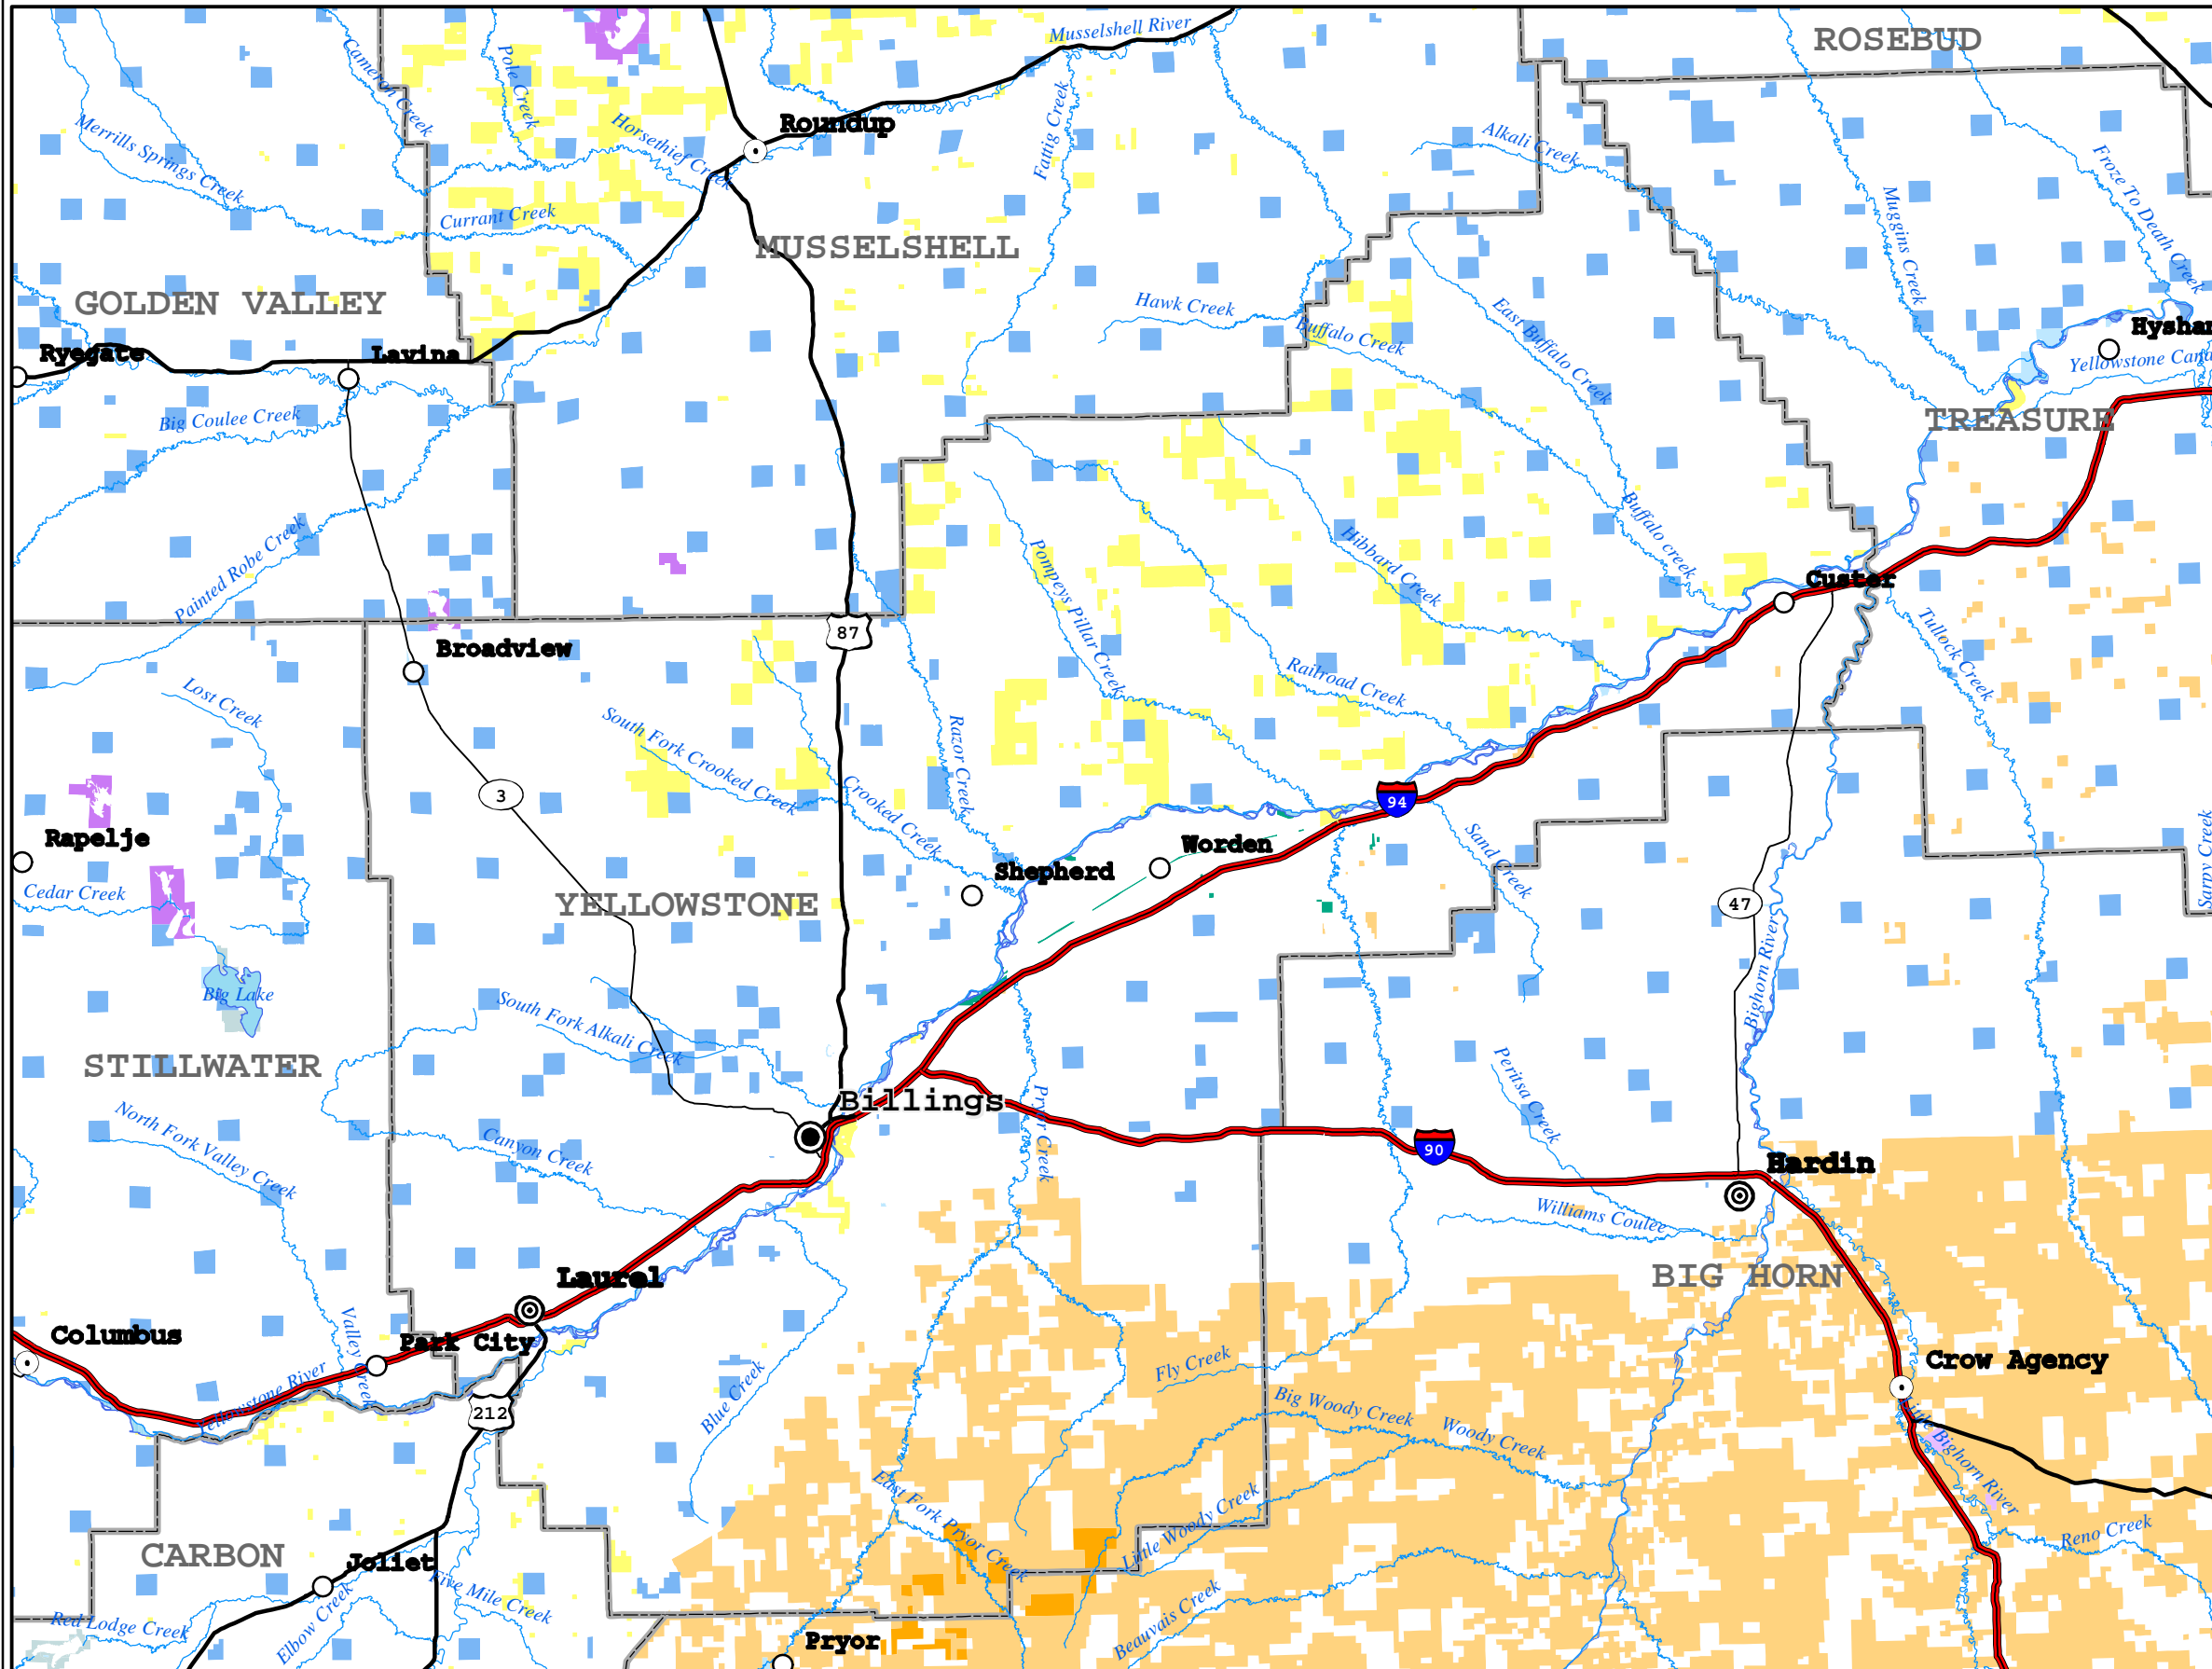 Musselshell River
ROSEBUD
Cameron Creek
Pole Creek
Roundup
Merrills Springs Creek
Horsethief Creek
Fattig Creek
Alkali Creek
Froze To Death Creek
Muggins Creek
Currant Creek
MUSSELSHELL
GOLDEN VALLEY
Hawk Creek
Buffalo Creek
East Buffalo Creek
Ryegate
Lavina
Big Coulee Creek
TREASURE
Painted Robe Creek
Pompeys Pillar Creek
Hibbard Creek
Buffalo creek
Custer
Tullock Creek
87
Broadview
Lost Creek
Railroad Creek
South Fork Crooked Creek
Razor Creek
3
Crooked Creek
94
Rapelje
Worden
Shepherd
Sand Creek
Sarpy Creek
Cedar Creek
YELLOWSTONE
47
Bighorn River
Big Lake
South Fork Alkali Creek
STILLWATER
Peritsa Creek
Billings
Pryor Creek
North Fork Valley Creek
Canyon Creek
90
Hardin
Williams Coulee
Laurel
BIG HORN
Columbus
Park City
Valley Creek
Yellowstone River
Fly Creek
Crow Agency
Blue Creek
212
Big Woody Creek
Woody Creek
Little Bighorn River
East Fork Pryor Creek
Little Woody Creek
Reno Creek
CARBON
Joliet
Five Mile Creek
Elbow Creek
Red Lodge Creek
Beauvais Creek
Pryor